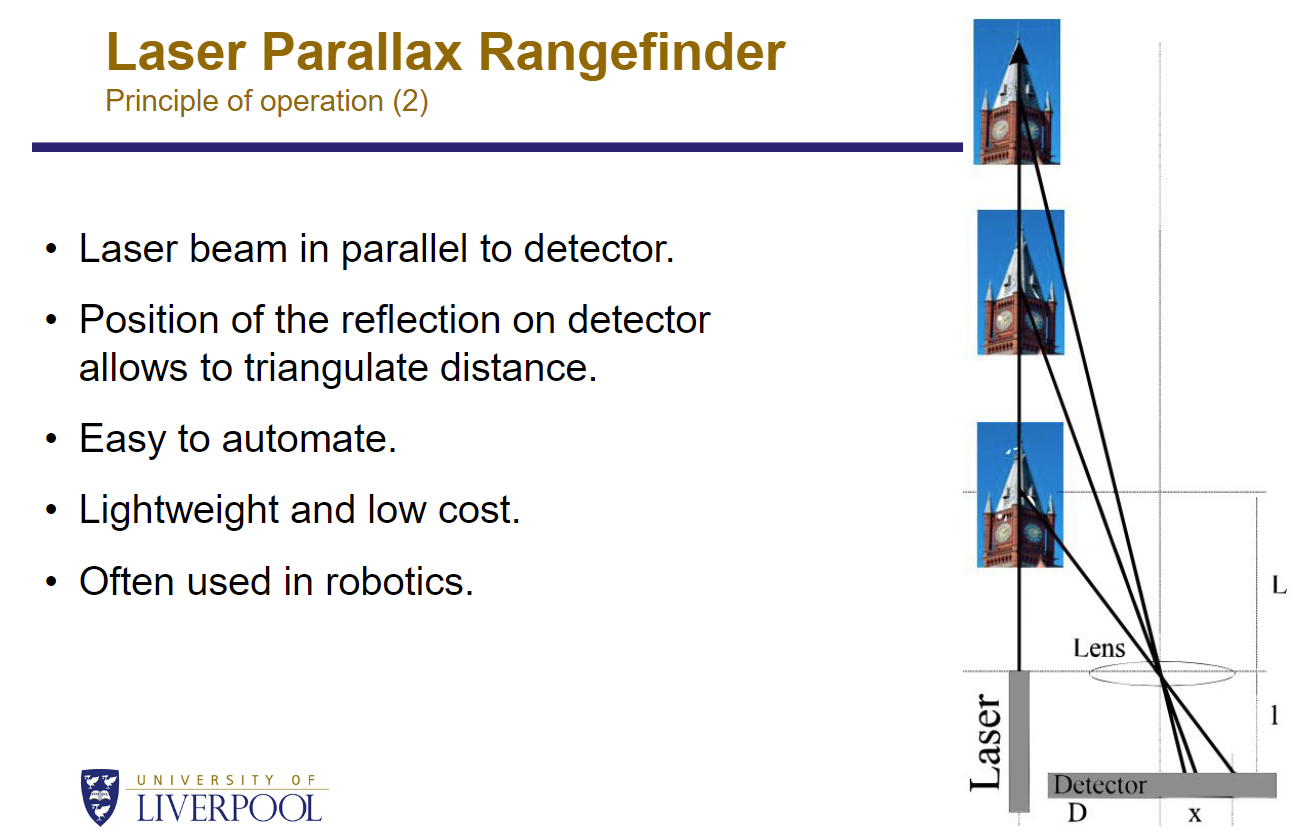 Laser Parallax Rangefinder
Principle of operation (2)
• Laser beam in parallel to detector.
• Position of the reflection on detector
allows to triangulate distance.
• Easy to automate.
• Lightweight and low cost.
• Often used in robotics.
UNIVERSITY OF
LIVERPOOL
L
Lens
l
Laser
Detector
D
x